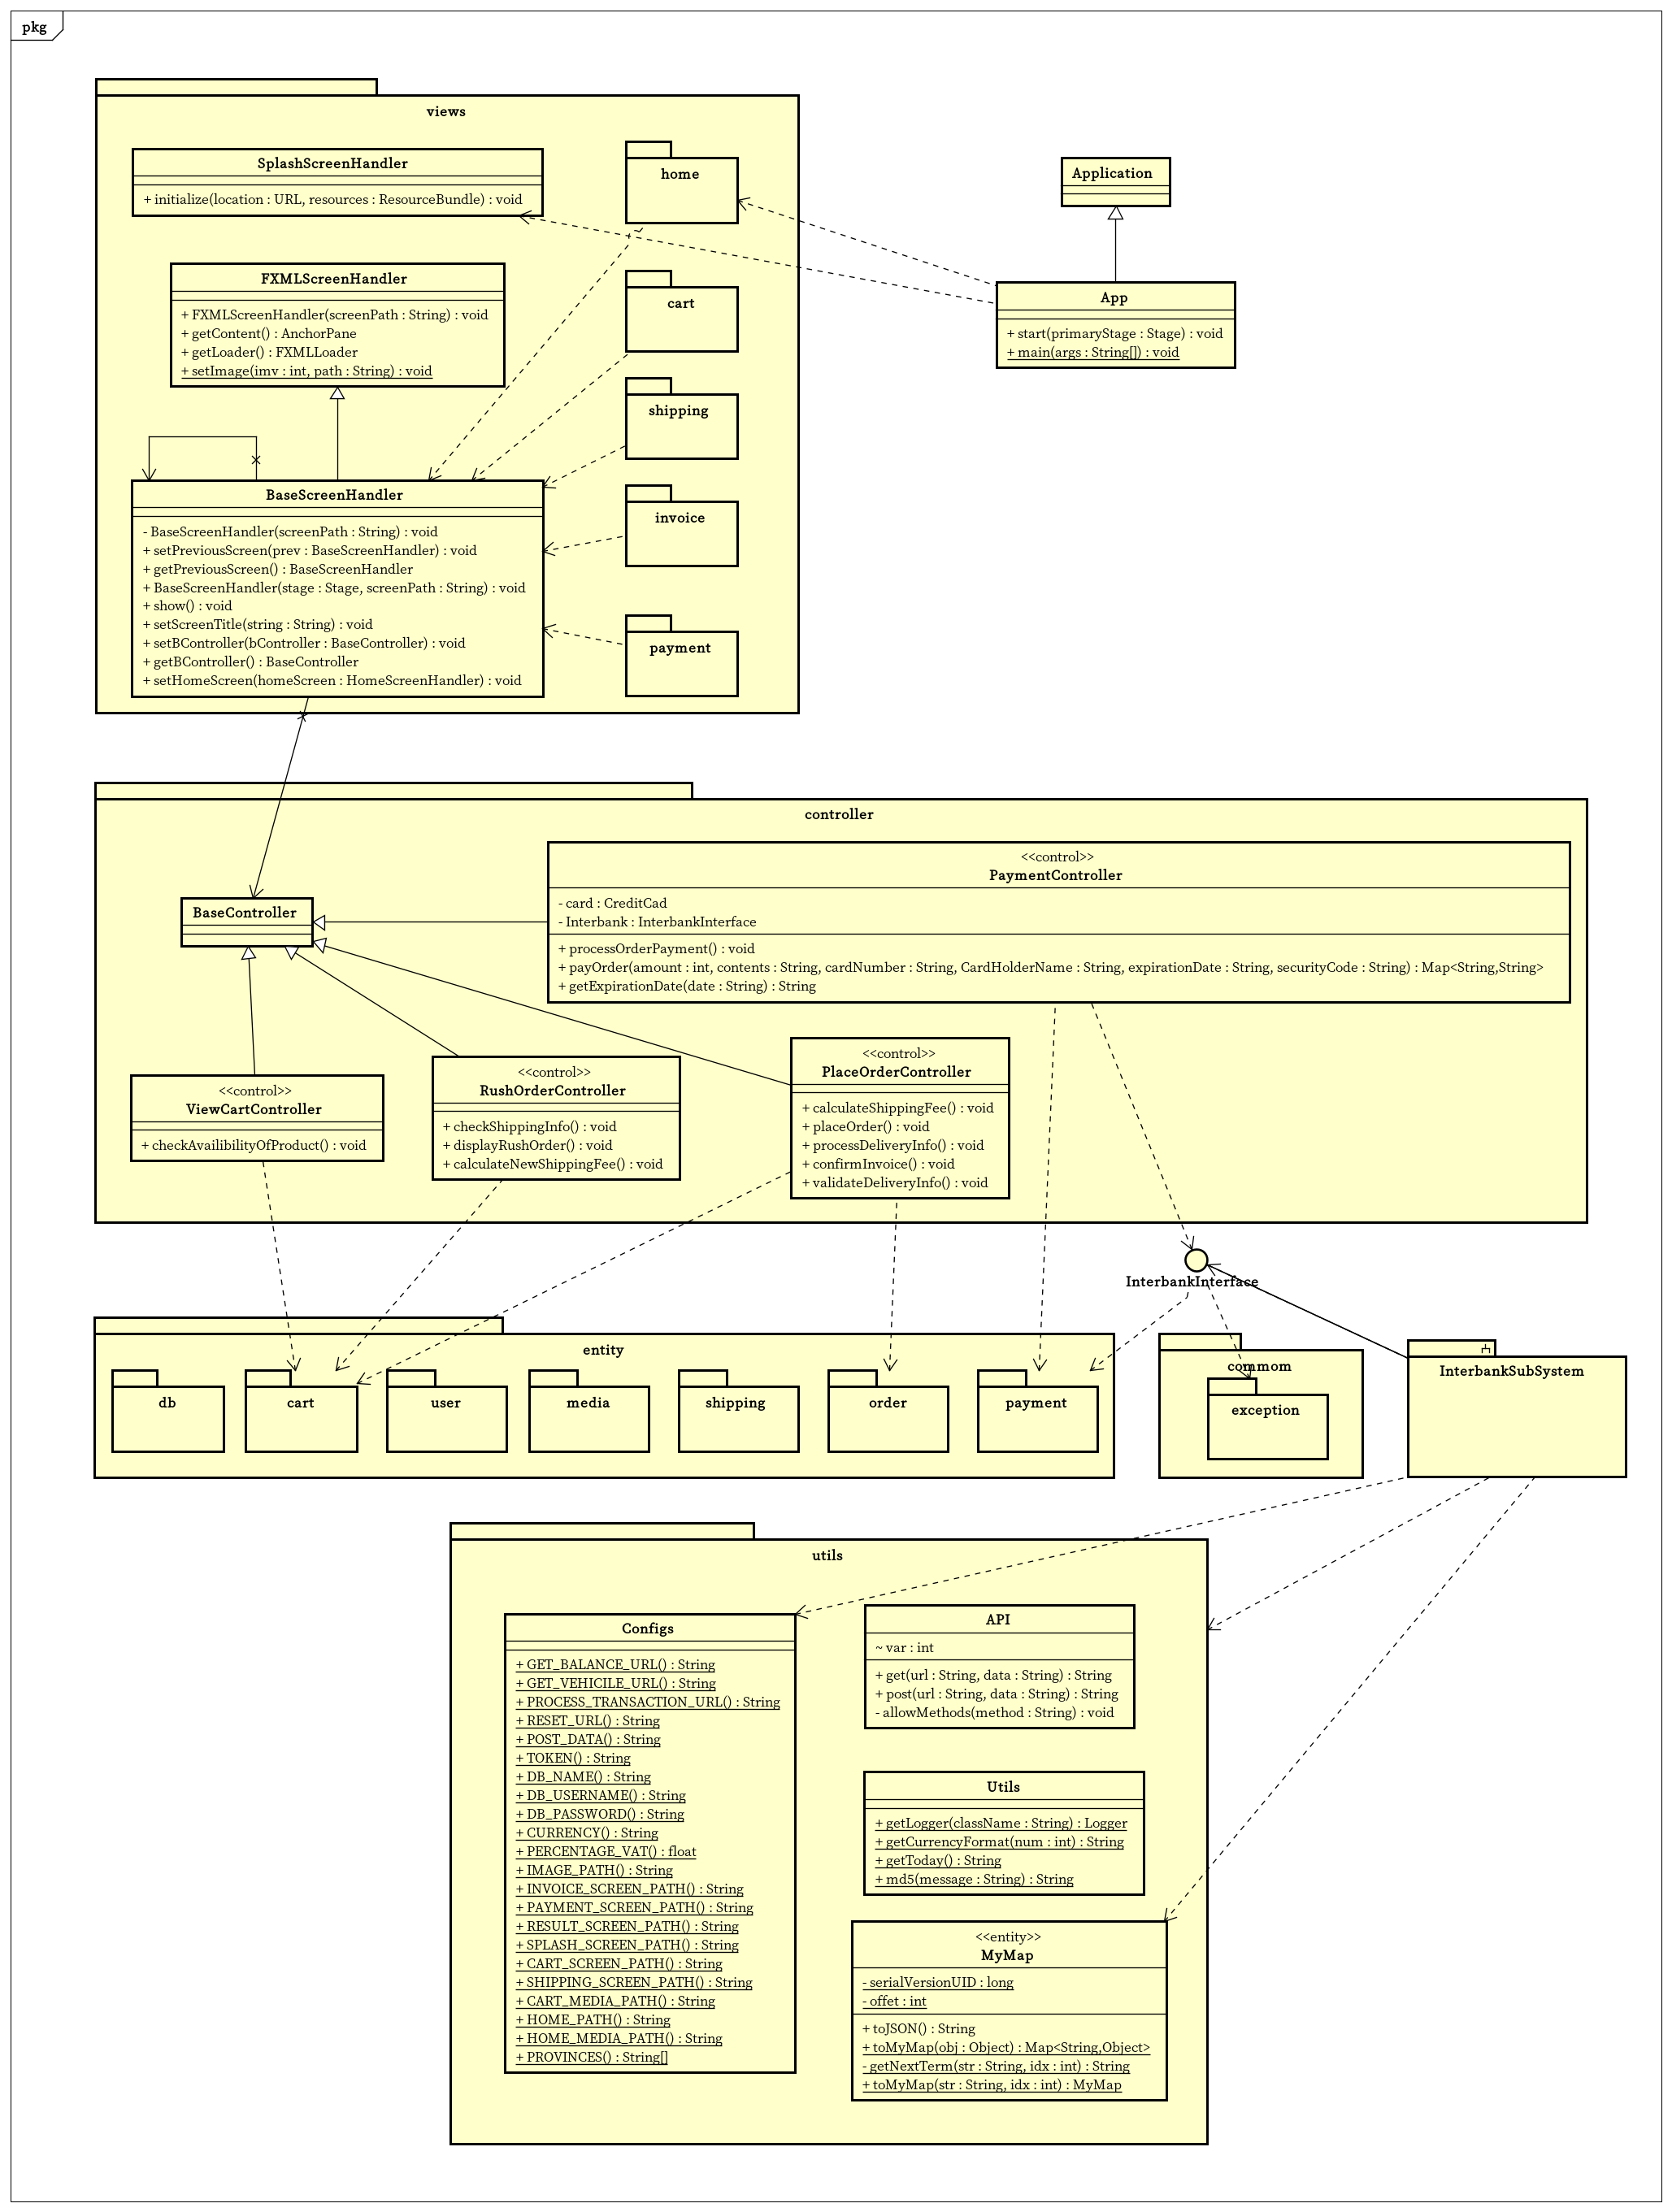 pkg
views
SplashScreenHandler
+ initialize(location : URL, resources : ResourceBundle) : void
home
FXMLScreenHandler
+ FXMLScreenHandler(screenPath : String) : void
+ getContent() : AnchorPane
+ getLoader() : FXMLLoader
+ setImage(imv : int, path : String) : void
cart
shipping
BaseScreenHandler
- BaseScreenHandler(screenPath : String) : void
+ setPreviousScreen(prev : BaseScreenHandler) : void
+ getPreviousScreen() : BaseScreenHandler
+ BaseScreenHandler(stage : Stage, screenPath : String) : void
+ show() : void
+ setScreenTitle(string : String) : void
+ setBController(bController : BaseController) : void
+ getBController() : BaseController
+ setHomeScreen(homeScreen : HomeScreenHandler) : void
invoice
payment
Application
App
+ start(primaryStage : Stage) : void
+ main(args : String[]) : void
controller
BaseController
<<control>>
PaymentController
- card : CreditCad
- Interbank : InterbankInterface
+ processOrderPayment() : void
+ payOrder(amount : int, contents : String, cardNumber : String, CardHolderName : String, expirationDate : String, securityCode : String) : Map<String,String>
+ getExpirationDate(date : String) : String
<<control>>
ViewCartController
+ checkAvailibilityOfProduct() : void
<<control>>
RushOrderController
+ checkShippingInfo() : void
+ displayRushOrder() : void
+ calculateNewShippingFee() : void
<<control>>
PlaceOrderController
+ calculateShippingFee() : void
+ placeOrder() : void
+ processDeliveryInfo() : void
+ confirmInvoice() : void
+ validateDeliveryInfo() : void
InterbankInterface
entity
db
cart
user
media
shipping
order
payment
commom
exception
InterbankSubSystem
utils
Configs
+ GET_BALANCE_URL() : String
+ GET_VEHICILE_URL() : String
+ PROCESS_TRANSACTION_URL() : String
+ RESET_URL() : String
+ POST_DATA() : String
+ TOKEN() : String
+ DB_NAME() : String
+ DB_USERNAME() : String
+ DB_PASSWORD() : String
+ CURRENCY() : String
+ PERCENTAGE_VAT() : float
+ IMAGE_PATH() : String
+ INVOICE_SCREEN_PATH() : String
+ PAYMENT_SCREEN_PATH() : String
+ RESULT_SCREEN_PATH() : String
+ SPLASH_SCREEN_PATH() : String
+ CART_SCREEN_PATH() : String
+ SHIPPING_SCREEN_PATH() : String
+ CART_MEDIA_PATH() : String
+ HOME_PATH() : String
+ HOME_MEDIA_PATH() : String
+ PROVINCES() : String[]
API
~ var : int
+ get(url : String, data : String) : String
+ post(url : String, data : String) : String
- allowMethods(method : String) : void
Utils
+ getLogger(className : String) : Logger
+ getCurrencyFormat(num : int) : String
+ getToday() : String
+ md5(message : String) : String
<<entity>>
MyMap
- serialVersionUID : long
- offet : int
+ toJSON() : String
+ toMyMap(obj : Object) : Map<String,Object>
- getNextTerm(str : String, idx : int) : String
+ toMyMap(str : String, idx : int) : MyMap